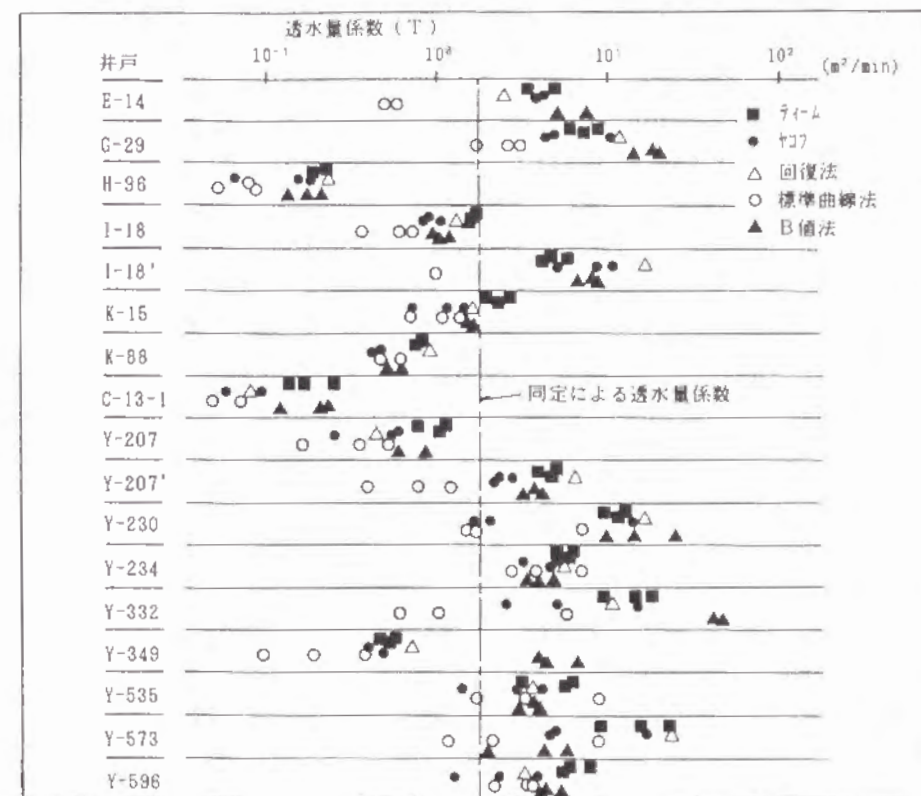 透水量係数 (T)
井戸
10⁻¹ 10⁰ 10¹ 10² (m²/min)
E-14
G-29
H-96
I-18
I-18'
K-15
K-88
C-13-1
Y-207
Y-207'
Y-230
Y-234
Y-332
Y-349
Y-535
Y-573
Y-596
■ ティーム
● ヤコブ
△ 回復法
○ 標準曲線法
▲ B値法
同定による透水量係数